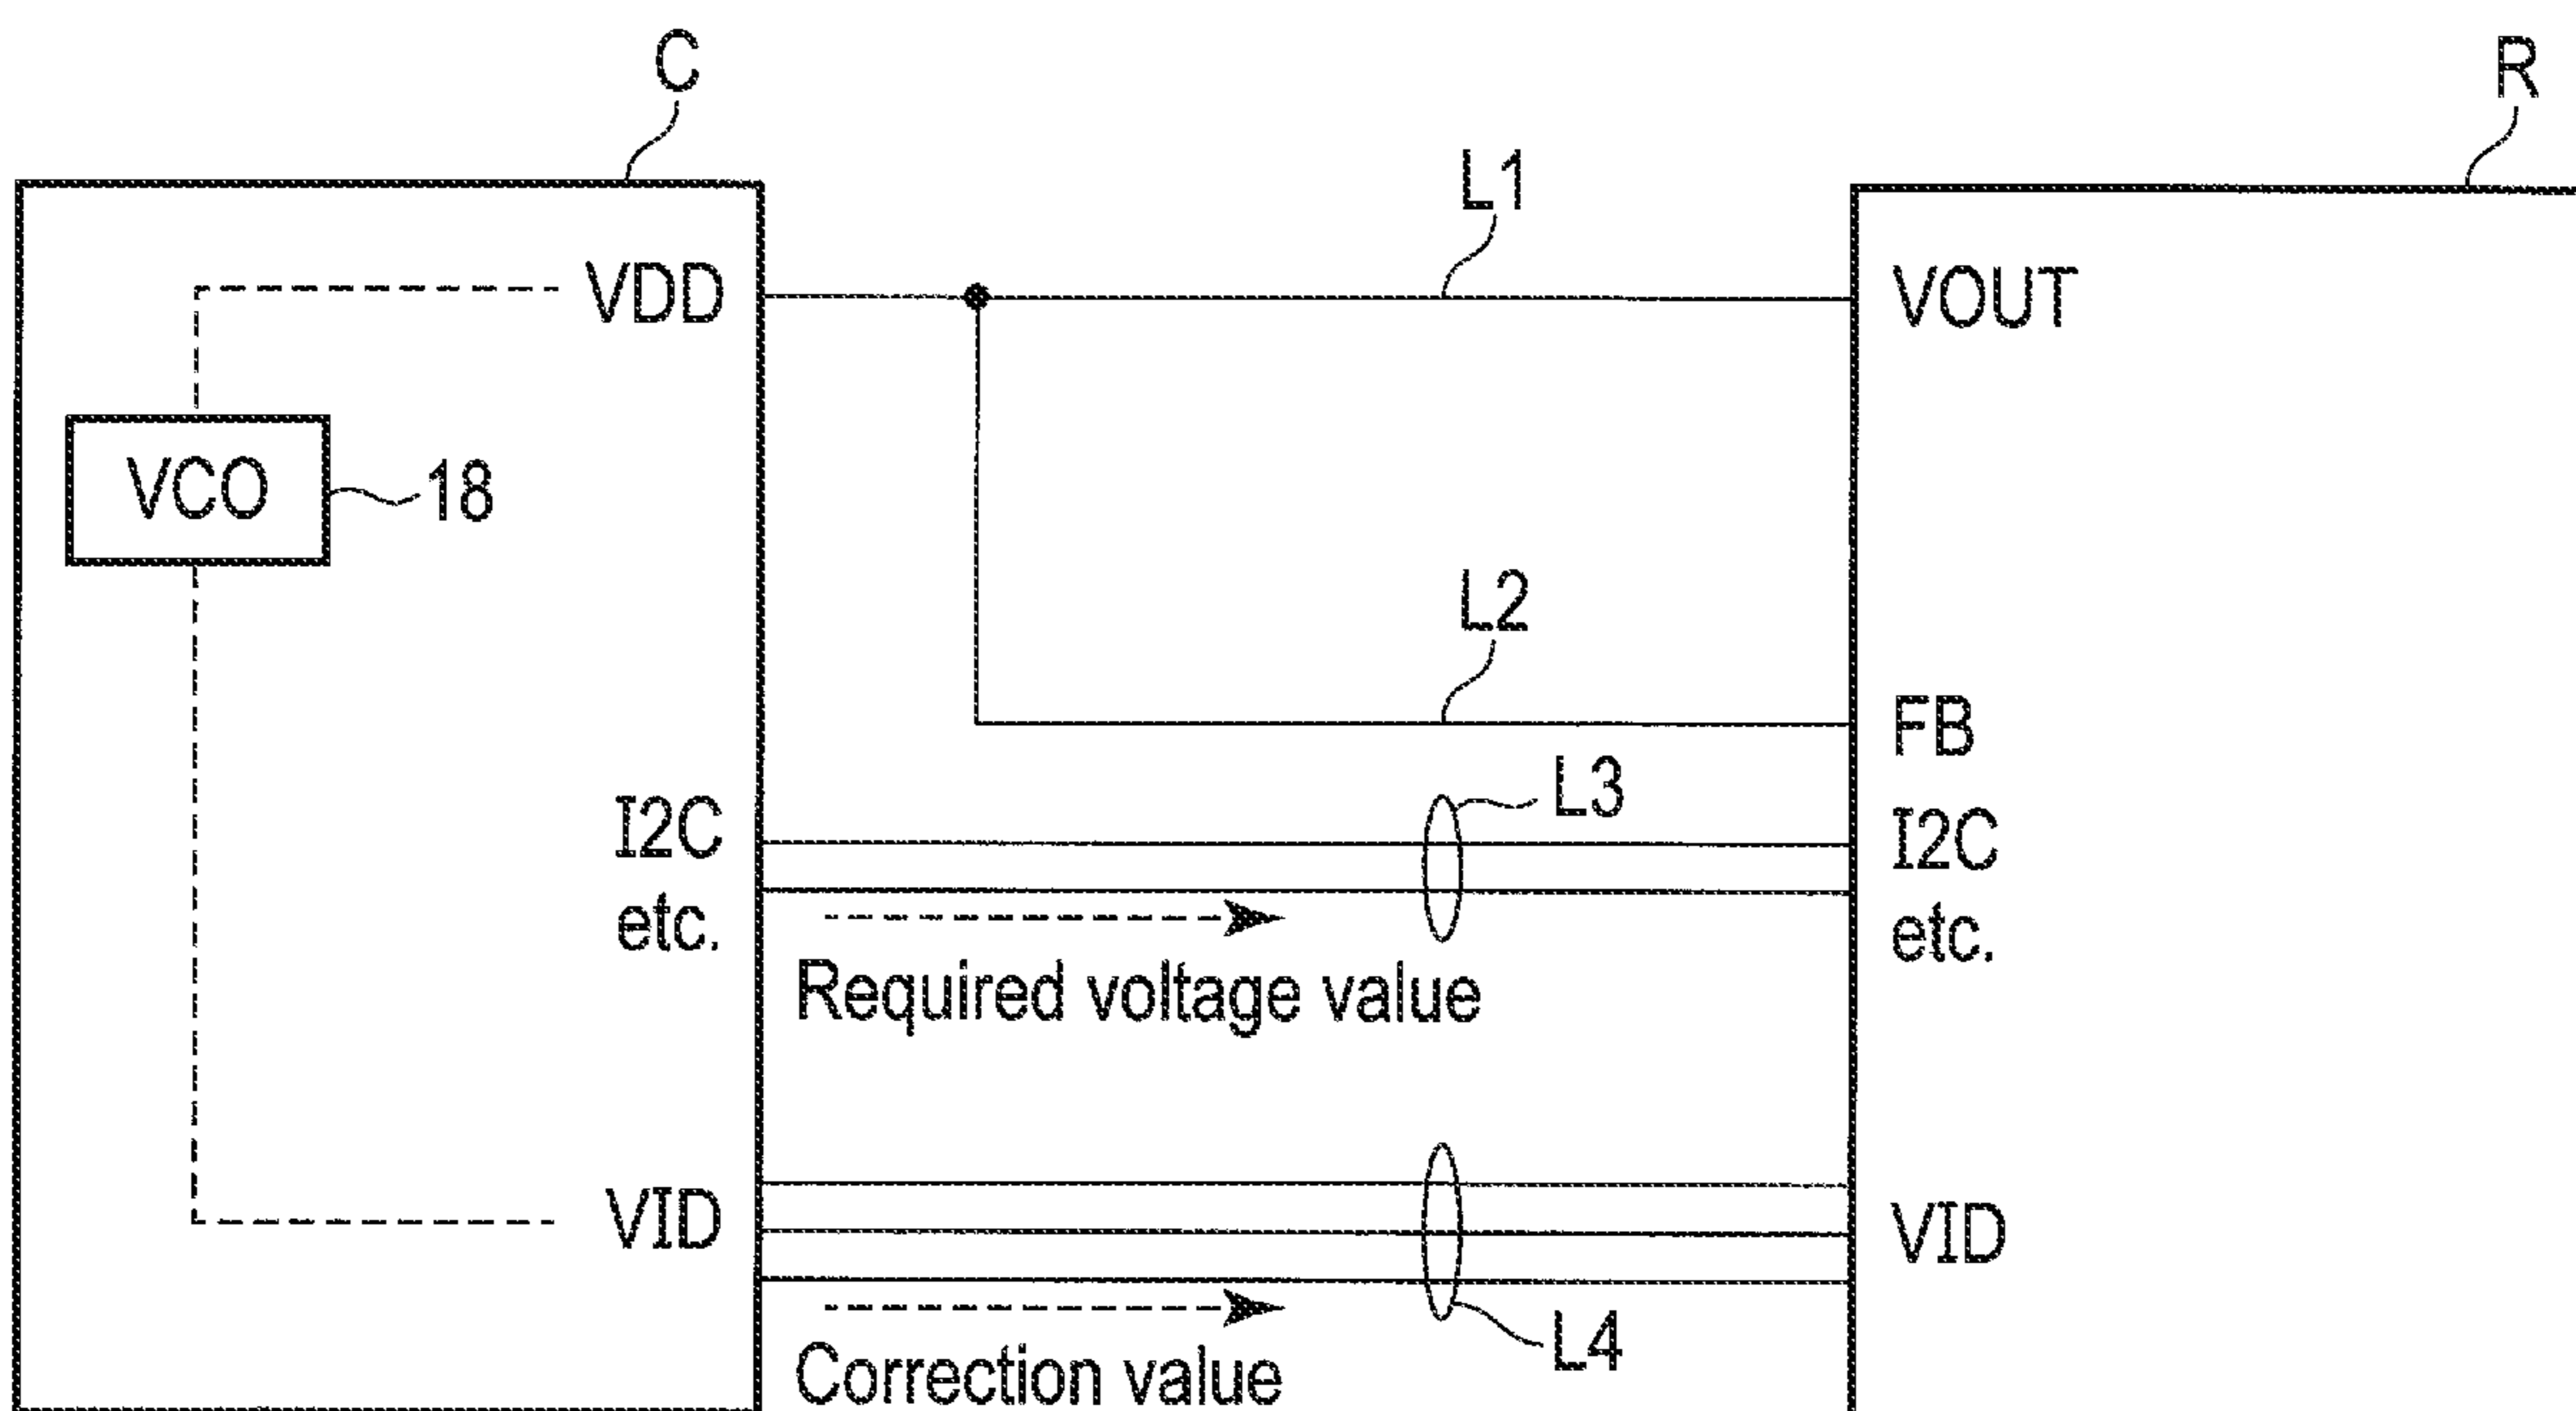 C
R
L1
VDD
VOUT
VCO
18
L2
FB
L3
I2C
I2C
etc.
etc.
Required voltage value
VID
VID
L4
Correction value